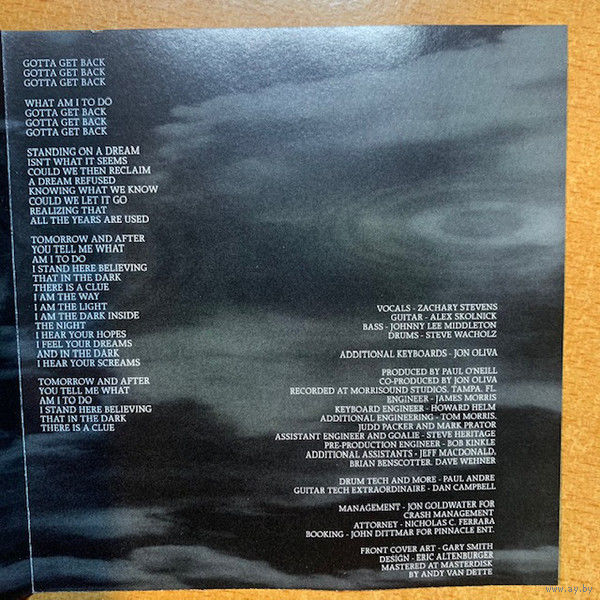 GOTTA GET BACK
GOTTA GET BACK
GOTTA GET BACK
WHAT AM I TO DO
GOTTA GET BACK
GOTTA GET BACK
GOTTA GET BACK
STANDING ON A DREAM
ISN'T WHAT IT SEEMS
COULD WE THEN RECLAIM
A DREAM REFUSED
KNOWING WHAT WE KNOW
COULD WE LET IT GO
REALIZING THAT
ALL THE YEARS ARE USED
TOMORROW AND AFTER
YOU TELL ME WHAT
AM I TO DO
I STAND HERE BELIEVING
THAT IN THE DARK
THERE IS A CLUE
I AM THE WAY
I AM THE LIGHT
I AM THE DARK INSIDE
THE NIGHT
I HEAR YOUR HOPES
I FEEL YOUR DREAMS
AND IN THE DARK
I HEAR YOUR SCREAMS
TOMORROW AND AFTER
YOU TELL ME WHAT
AM I TO DO
I STAND HERE BELIEVING
THAT IN THE DARK
THERE IS A CLUE
VOCALS - ZACHARY STEVENS
GUITAR - ALEX SKOLNICK
BASS - JOHNNY LEE MIDDLETON
DRUMS - STEVE WACHOLZ
ADDITIONAL KEYBOARDS - JON OLIVA
PRODUCED BY PAUL O'NEILL
CO-PRODUCED BY JON OLIVA
RECORDED AT MORRISOUND STUDIOS, TAMPA, FL.
ENGINEER - JAMES MORRIS
KEYBOARD ENGINEER - HOWARD HELM
ADDITIONAL ENGINEERING - TOM MORRIS,
JUDD PACKER AND MARK PRATOR
ASSISTANT ENGINEER AND GOALIE - STEVE HERITAGE
PRE-PRODUCTION ENGINEER - BOB KINKLE
ADDITIONAL ASSISTANTS - JEFF MACDONALD,
BRIAN BENSCOTTER, DAVE WEHNER
DRUM TECH AND MORE - PAUL ANDRE
GUITAR TECH EXTRAORDINAIRE - DAN CAMPBELL
MANAGEMENT - JON GOLDWATER FOR
CRASH MANAGEMENT
ATTORNEY - NICHOLAS C. FERRARA
BOOKING - JOHN DITTMAR FOR PINNACLE ENT.
FRONT COVER ART - GARY SMITH
DESIGN - ERIC ALTENBURGER
MASTERED AT MASTERDISK
BY ANDY VAN DETTE
www.ay.by